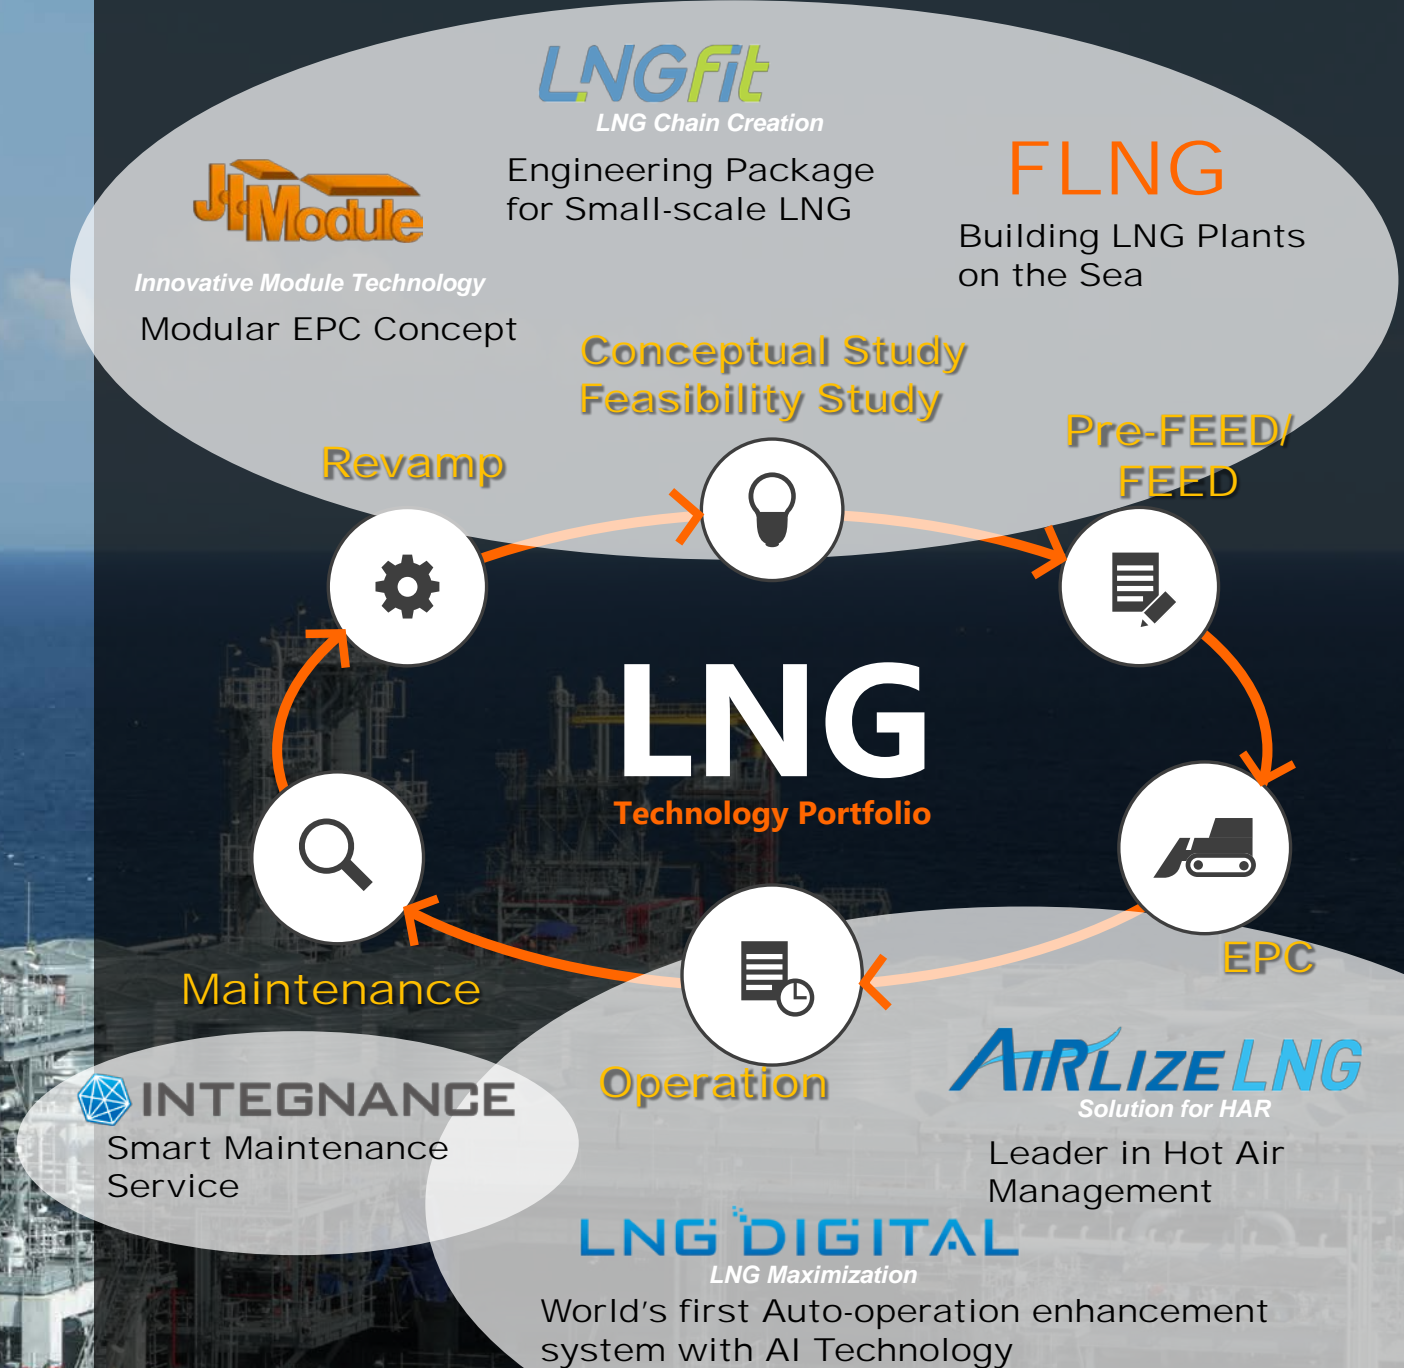 LNGfit
LNG Chain Creation
Engineering Package
for Small-scale LNG
J-Module
Innovative Module Technology
Modular EPC Concept
FLNG
Building LNG Plants
on the Sea
Conceptual Study
Feasibility Study
Pre-FEED/
FEED
Revamp
LNG
Technology Portfolio
EPC
Maintenance
Operation
INTEGNANCE
Smart Maintenance
Service
AIRLIZE LNG
Solution for HAR
Leader in Hot Air
Management
LNG DIGITAL
LNG Maximization
World's first Auto-operation enhancement
system with AI Technology